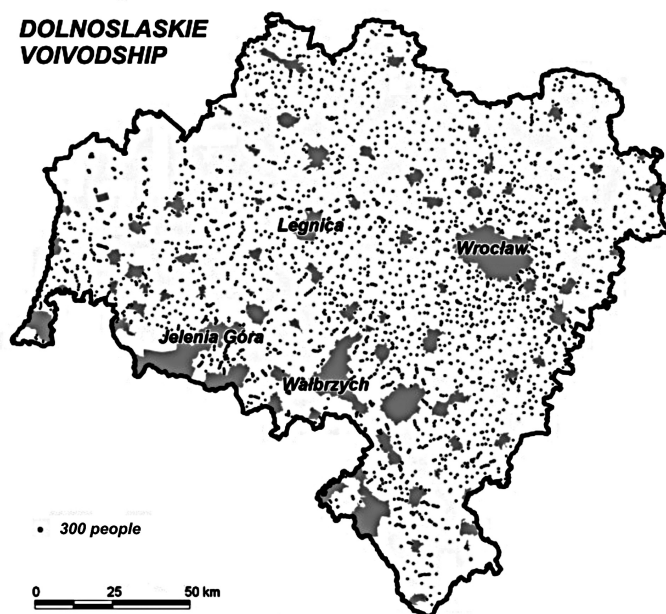 DOLNOSLASKIE
VOIVODSHIP
Legnica
Wrocław
Jelenia Góra
Wałbrzych
300 people
0 25 50 km